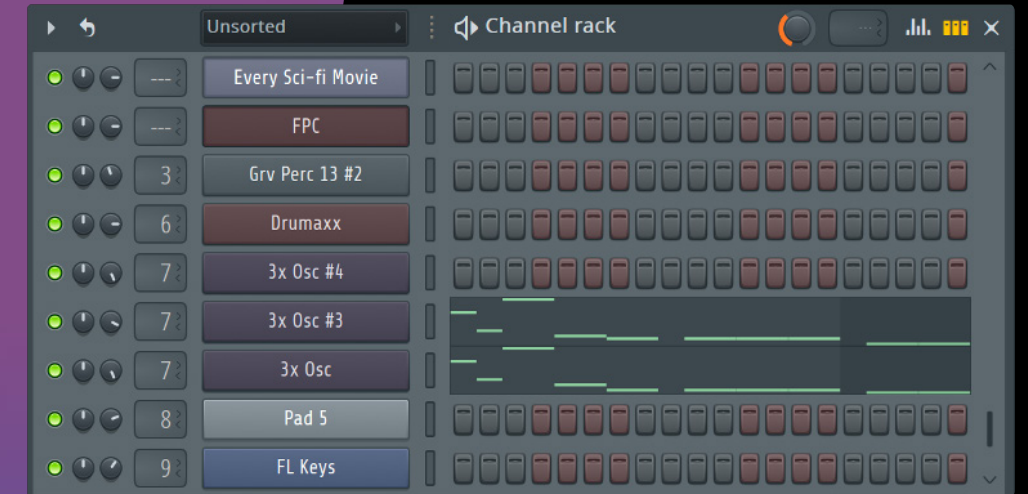 Unsorted
Channel rack
---
--- Every Sci-fi Movie
--- FPC
3 Grv Perc 13 #2
6 Drumaxx
7 3x Osc #4
7 3x Osc #3
7 3x Osc
8 Pad 5
9 FL Keys